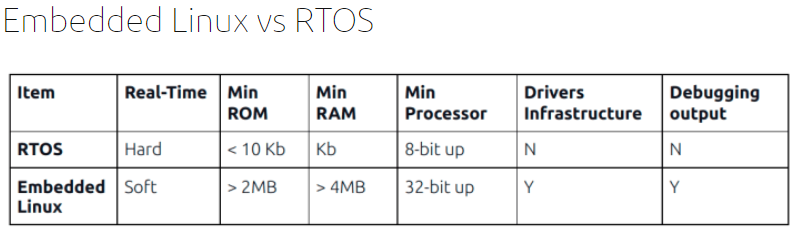 Embedded Linux vs RTOS
Item Real-Time Min ROM Min RAM Min Processor Drivers Infrastructure Debugging output
RTOS Hard < 10 Kb Kb 8-bit up N N
Embedded Linux Soft > 2MB > 4MB 32-bit up Y Y